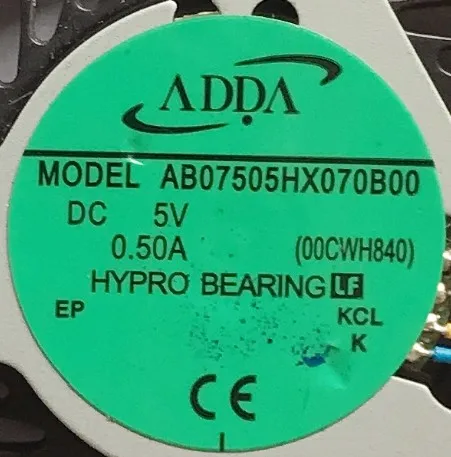 ADDA
MODEL AB07505HX070B00
DC 5V
0.50A (00CWH840)
HYPRO BEARING LF
EP KCL
K
CE